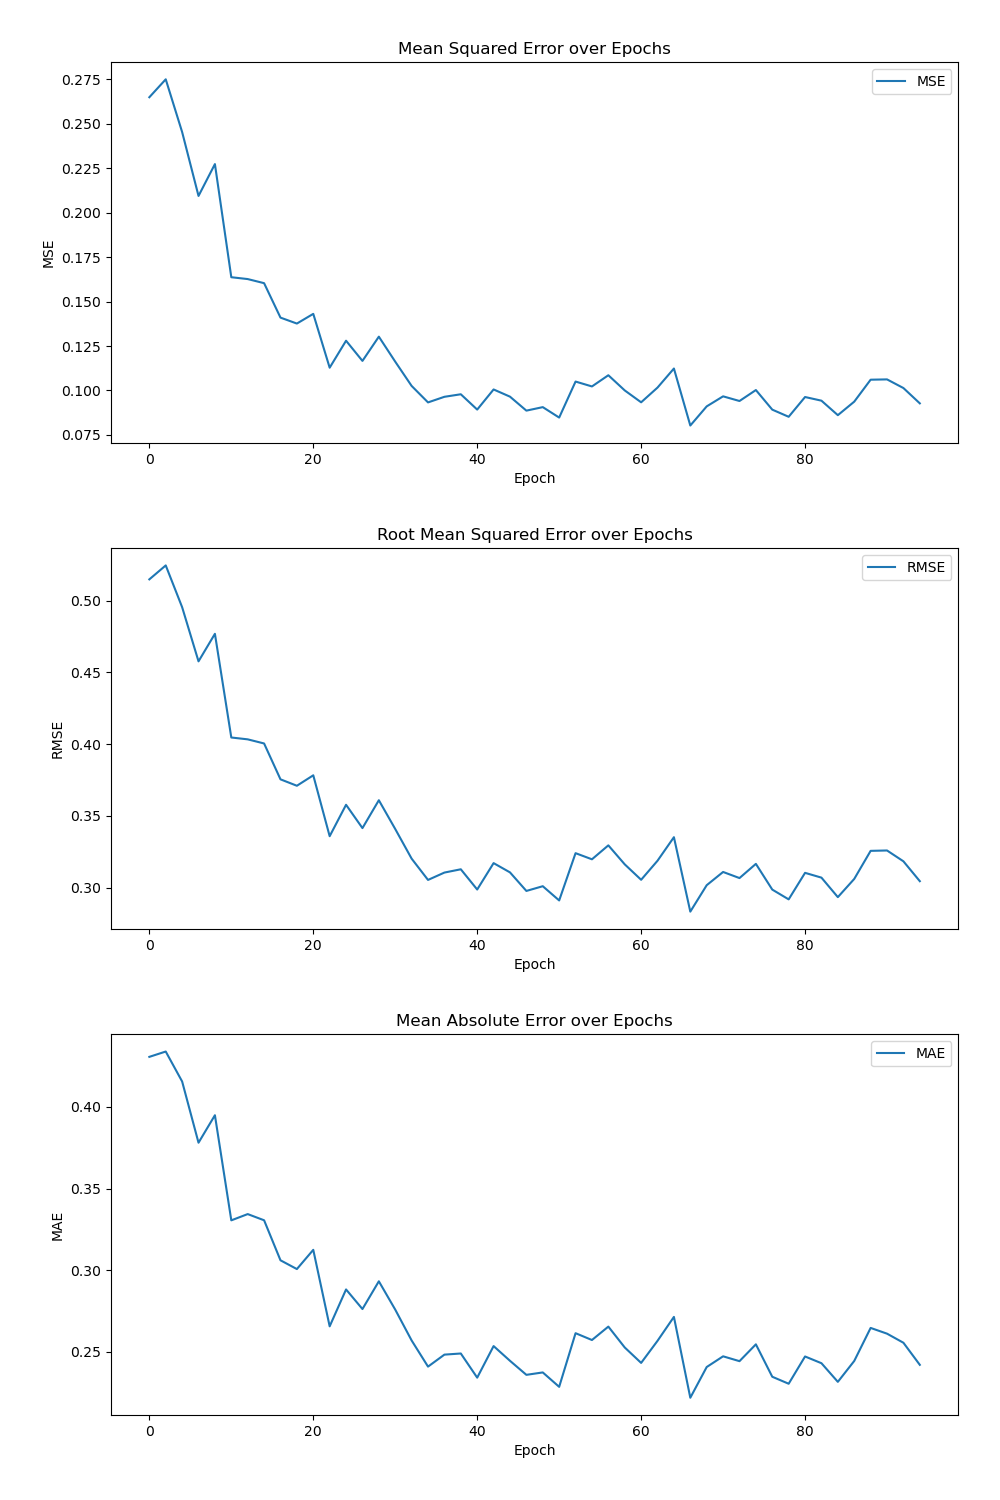 Mean Squared Error over Epochs
MSE
0.275
0.250
0.225
0.200
0.175
0.150
0.125
0.100
0.075
MSE
0 20 40 60 80
Epoch
Root Mean Squared Error over Epochs
RMSE
0.50
0.45
0.40
0.35
0.30
RMSE
0 20 40 60 80
Epoch
Mean Absolute Error over Epochs
MAE
0.40
0.35
0.30
0.25
MAE
0 20 40 60 80
Epoch